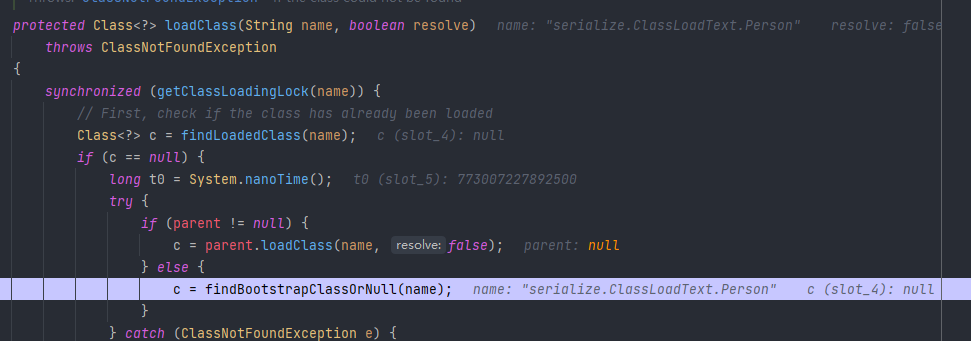 protected Class<?> loadClass(String name, boolean resolve)   name: "serialize.ClassLoadText.Person"    resolve: false
    throws ClassNotFoundException
{
    synchronized (getClassLoadingLock(name)) {
        // First, check if the class has already been loaded
        Class<?> c = findLoadedClass(name);   c (slot_4): null
        if (c == null) {
            long t0 = System.nanoTime();   t0 (slot_5): 773007227892500
            try {
                if (parent != null) {
                    c = parent.loadClass(name, resolve: false);   parent: null
                } else {
                    c = findBootstrapClassOrNull(name);   name: "serialize.ClassLoadText.Person"    c (slot_4): null
                }
            } catch (ClassNotFoundException e) {